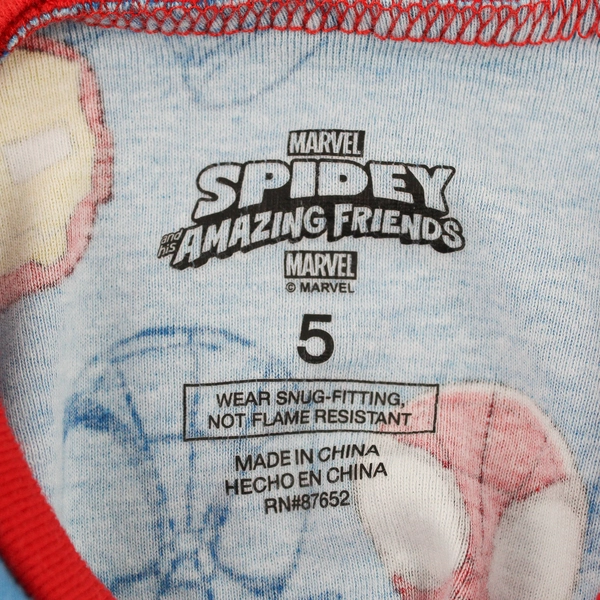 MARVEL
SPIDEY
and his AMAZING FRIENDS
MARVEL
© MARVEL
5
WEAR SNUG-FITTING,
NOT FLAME RESISTANT
MADE IN CHINA
HECHO EN CHINA
RN#87652